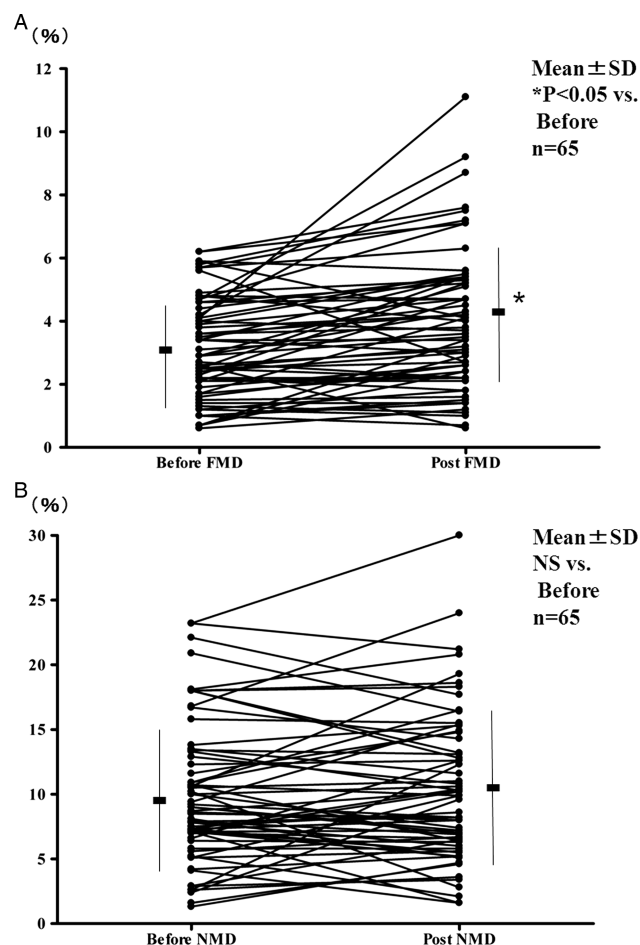 A
(%)
Mean±SD
*P<0.05 vs.
Before
n=65
12
10
8
6
4
2
0
*
Before FMD
Post FMD
B
(%)
Mean±SD
NS vs.
Before
n=65
30
25
20
15
10
5
0
Before NMD
Post NMD